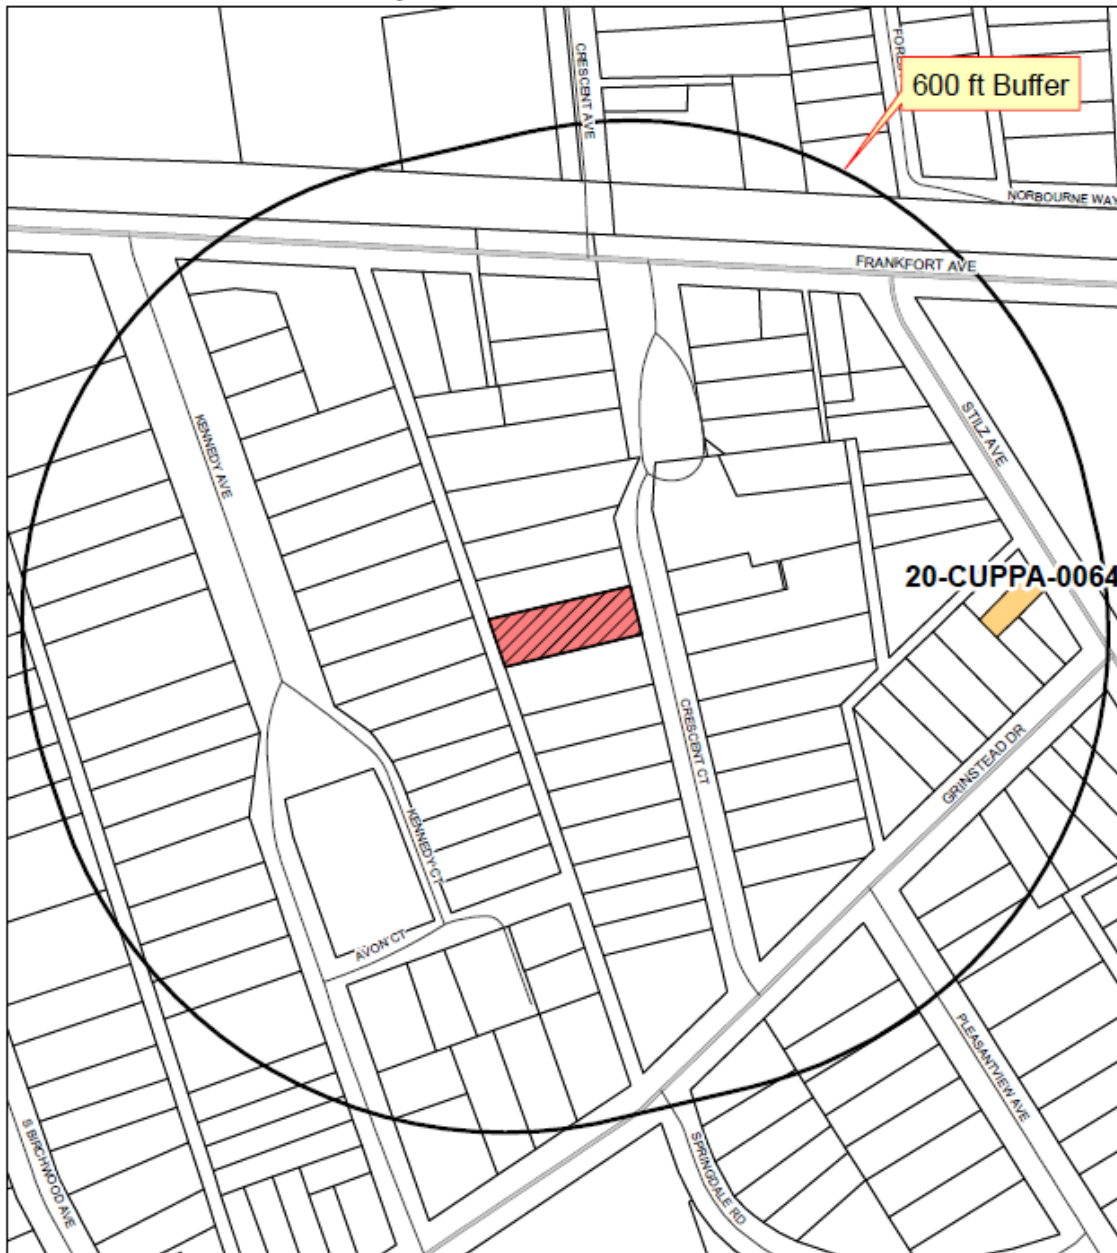 CRESCENT AVE
600 ft Buffer
NORBOURNE WAY
FRANKFORT AVE
KENNEDY AVE
STILZ AVE
20-CUPPA-0064
CRESCENT CT
GRINSTEAD DR
KENNEDY CT
AVON CT
PLEASANTVIEW AVE
S BIRCHWOOD AVE
SPRINGDALE RD